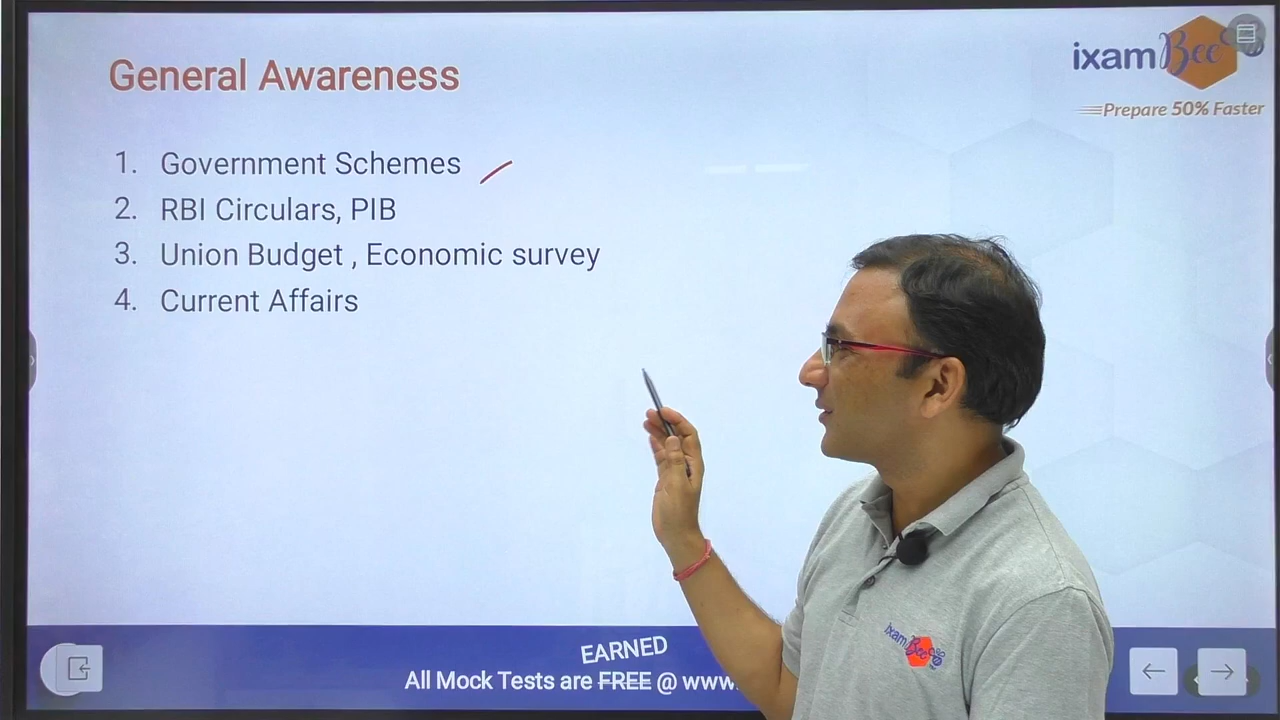 General Awareness
ixamBee
Prepare 50% Faster
1. Government Schemes
2. RBI Circulars, PIB
3. Union Budget , Economic survey
4. Current Affairs
ixamBee
EARNED
All Mock Tests are FREE @ www.